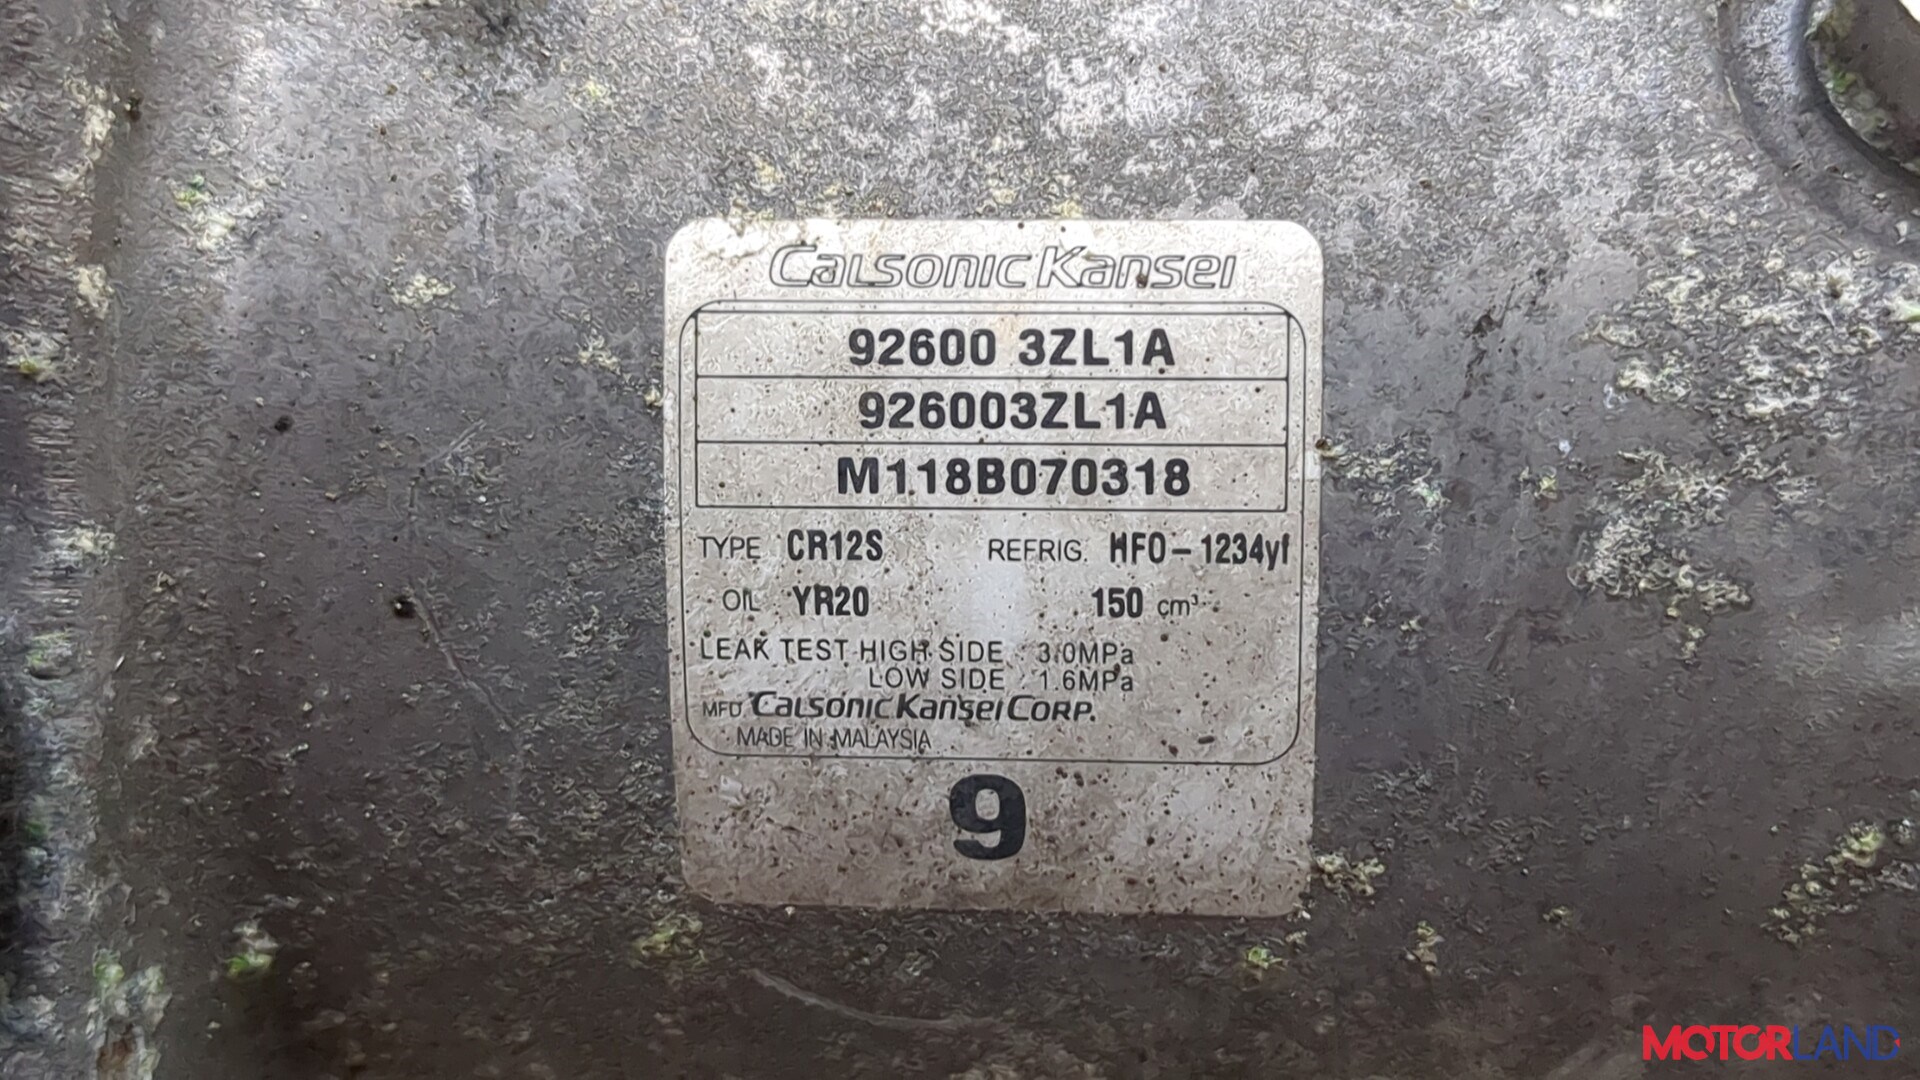 Calsonic Kansei
92600 3ZL1A
926003ZL1A
M118B070318
TYPE CR12S REFRIG. HFO-1234yf
OIL YR20 150 cm³
LEAK TEST HIGH SIDE 3.0MPa
LOW SIDE 1.6MPa
MFD Calsonic Kansei Corp.
MADE IN MALAYSIA
9
MOTORLAND